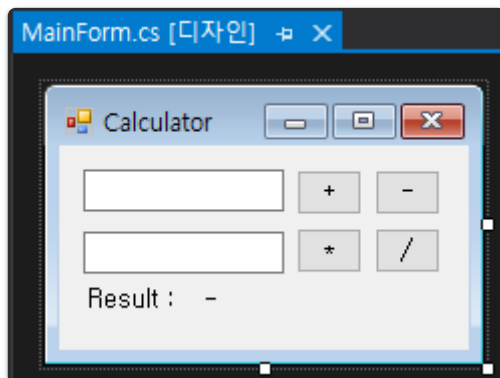 MainForm.cs [디자인]
Calculator
+ -
* /
Result : -